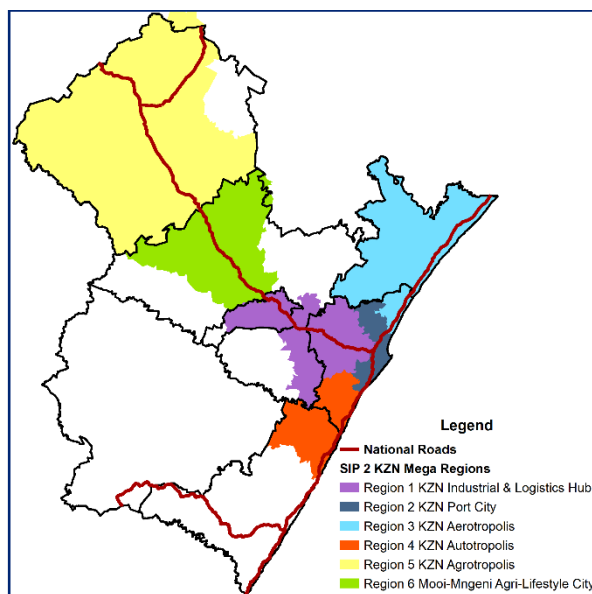 Legend
National Roads
SIP 2 KZN Mega Regions
Region 1 KZN Industrial & Logistics Hub
Region 2 KZN Port City
Region 3 KZN Aerotropolis
Region 4 KZN Autotropolis
Region 5 KZN Agrotropolis
Region 6 Mooi-Mngeni Agri-Lifestyle City